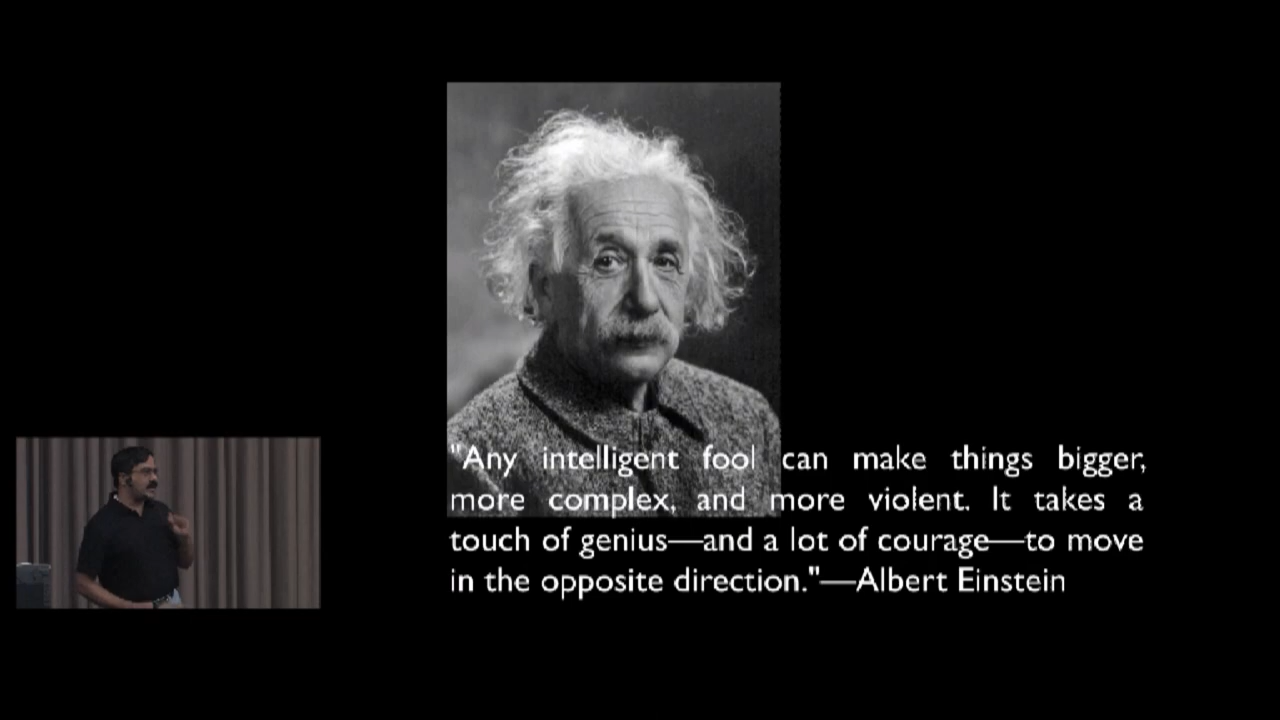 "Any intelligent fool can make things bigger,
more complex, and more violent. It takes a
touch of genius—and a lot of courage—to move
in the opposite direction."—Albert Einstein